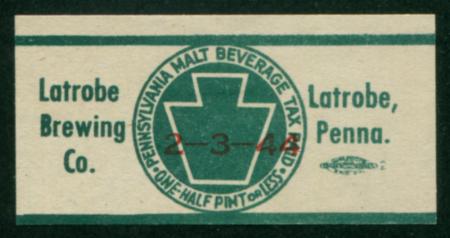 Latrobe
Brewing
Co.
PENNSYLVANIA MALT BEVERAGE TAX PAID
ONE-HALF PINT OR LESS
2-3-44
Latrobe,
Penna.